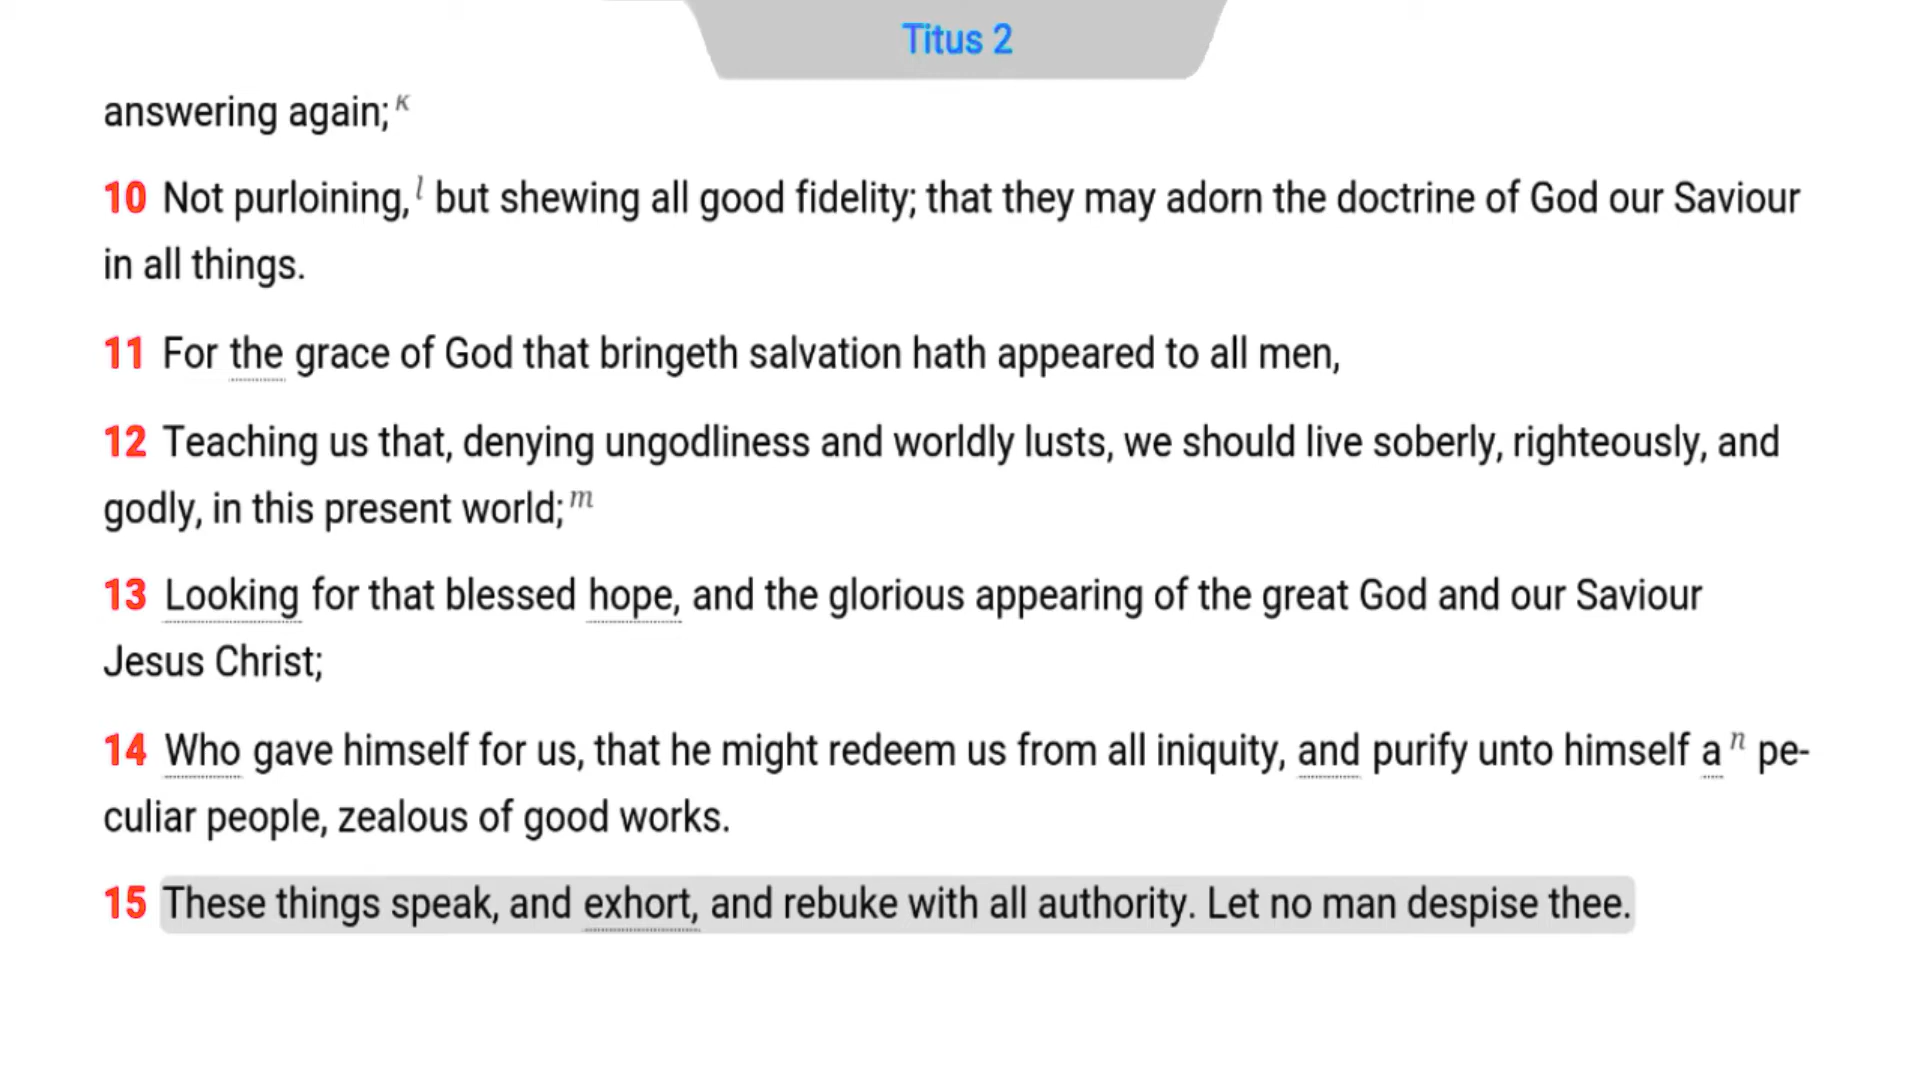 Titus 2
answering again; K
10 Not purloining, l but shewing all good fidelity; that they may adorn the doctrine of God our Saviour
in all things.
11 For the grace of God that bringeth salvation hath appeared to all men,
12 Teaching us that, denying ungodliness and worldly lusts, we should live soberly, righteously, and
godly, in this present world; m
13 Looking for that blessed hope, and the glorious appearing of the great God and our Saviour
Jesus Christ;
14 Who gave himself for us, that he might redeem us from all iniquity, and purify unto himself a n pe-
culiar people, zealous of good works.
15 These things speak, and exhort, and rebuke with all authority. Let no man despise thee.